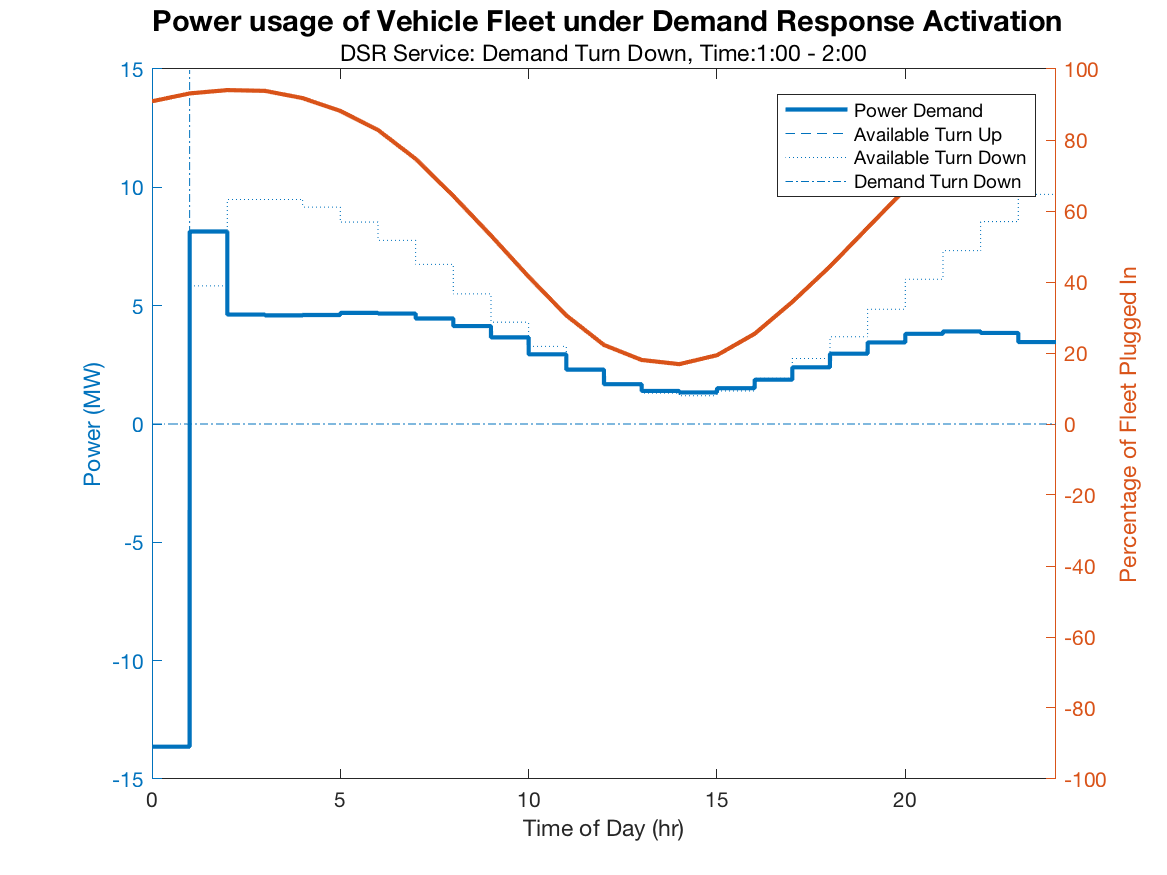 Power usage of Vehicle Fleet under Demand Response Activation
DSR Service: Demand Turn Down, Time:1:00 - 2:00
Power Demand
Available Turn Up
Available Turn Down
Demand Turn Down
15
10
5
0
-5
-10
-15
Power (MW)
100
80
60
40
20
0
-20
-40
-60
-80
-100
Percentage of Fleet Plugged In
0
5
10
15
20
Time of Day (hr)